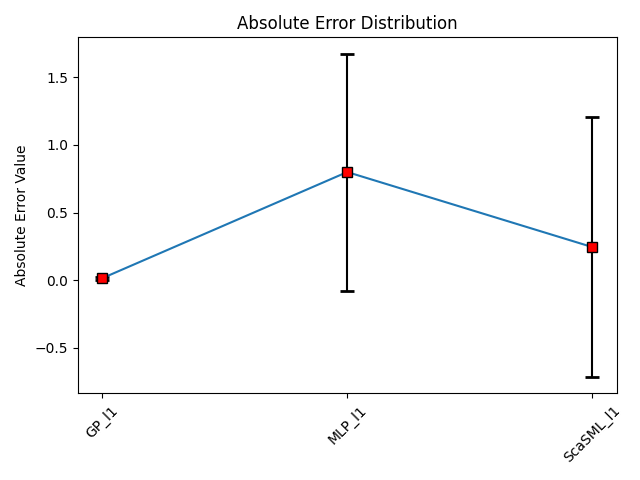 Absolute Error Distribution
Absolute Error Value
1.5
1.0
0.5
0.0
−0.5
GP_l1
MLP_l1
ScaSML_l1